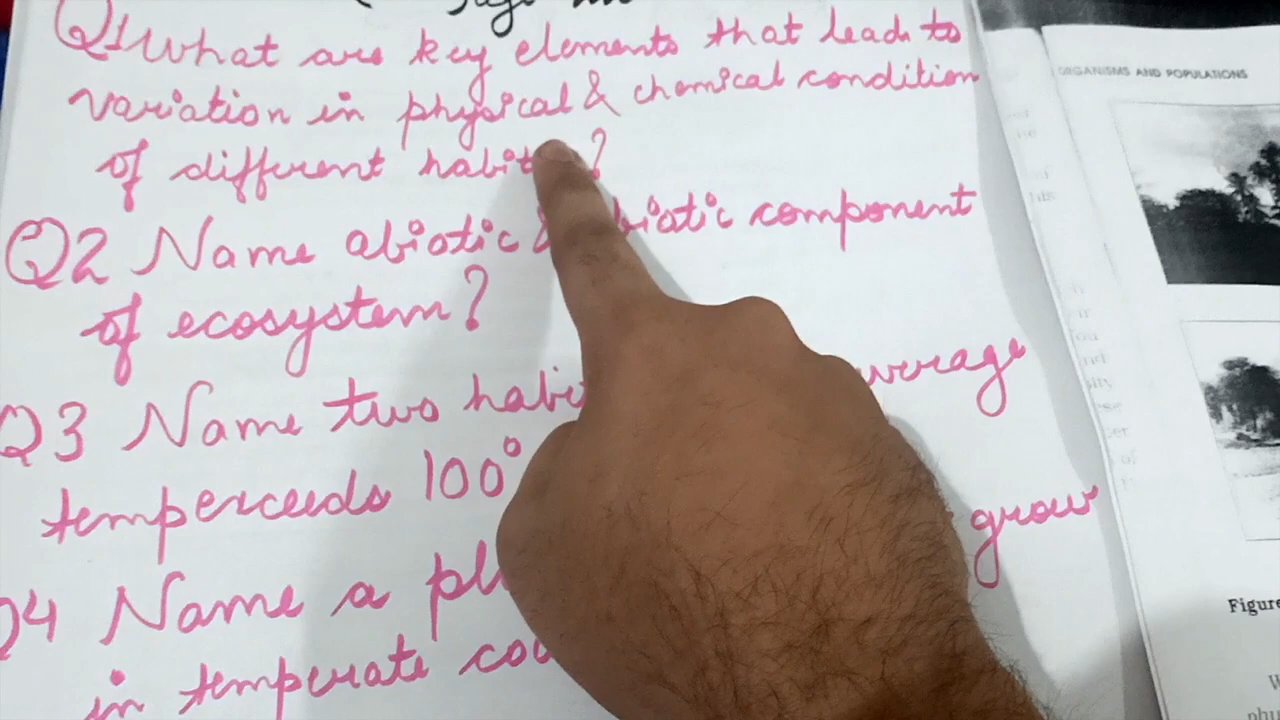 Q1 What are key elements that lead to
variation in physical & chemical condition
of different habit ?
Q2 Name abiotic & biotic component
of ecosystem?
Q3 Name two habi verage
temperceeds 100°
Q4 Name a pl grow
in temperate cou
ORGANISMS AND POPULATIONS
Figure